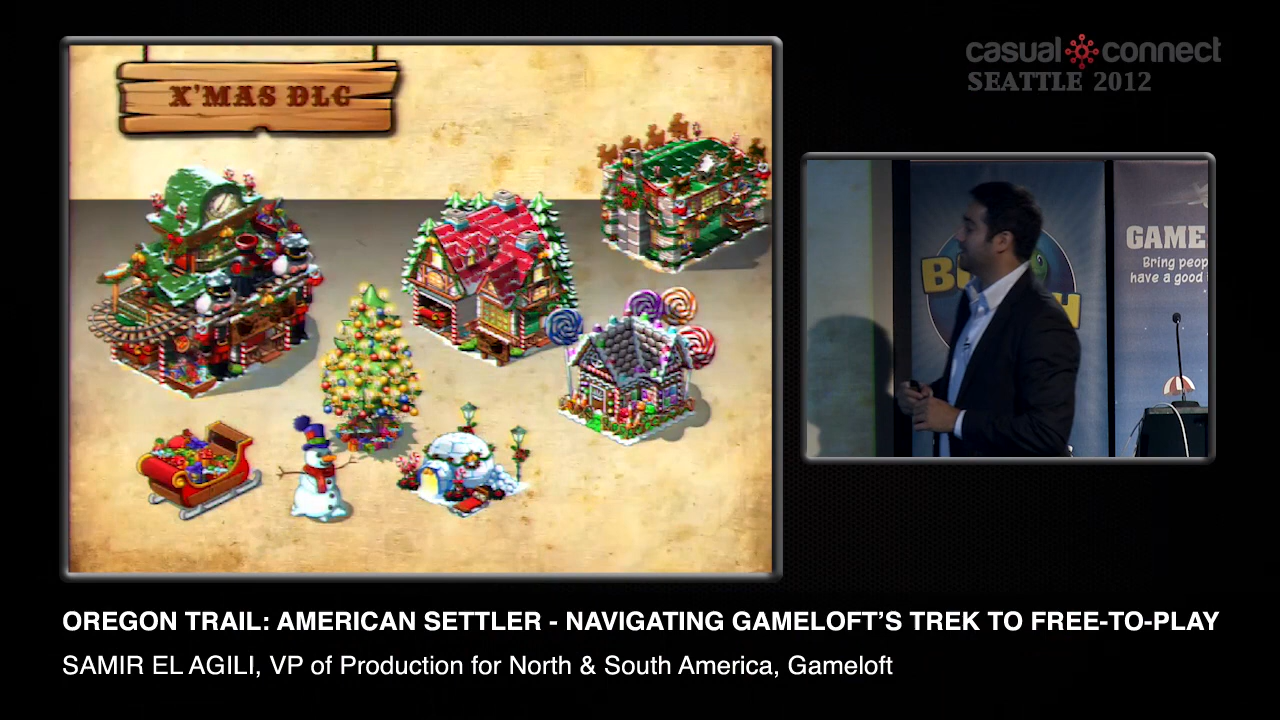 X'MAS DLC
casual connect
SEATTLE 2012
GAME
Bring peop
have a good
OREGON TRAIL: AMERICAN SETTLER - NAVIGATING GAMELOFT'S TREK TO FREE-TO-PLAY
SAMIR EL AGILI, VP of Production for North & South America, Gameloft